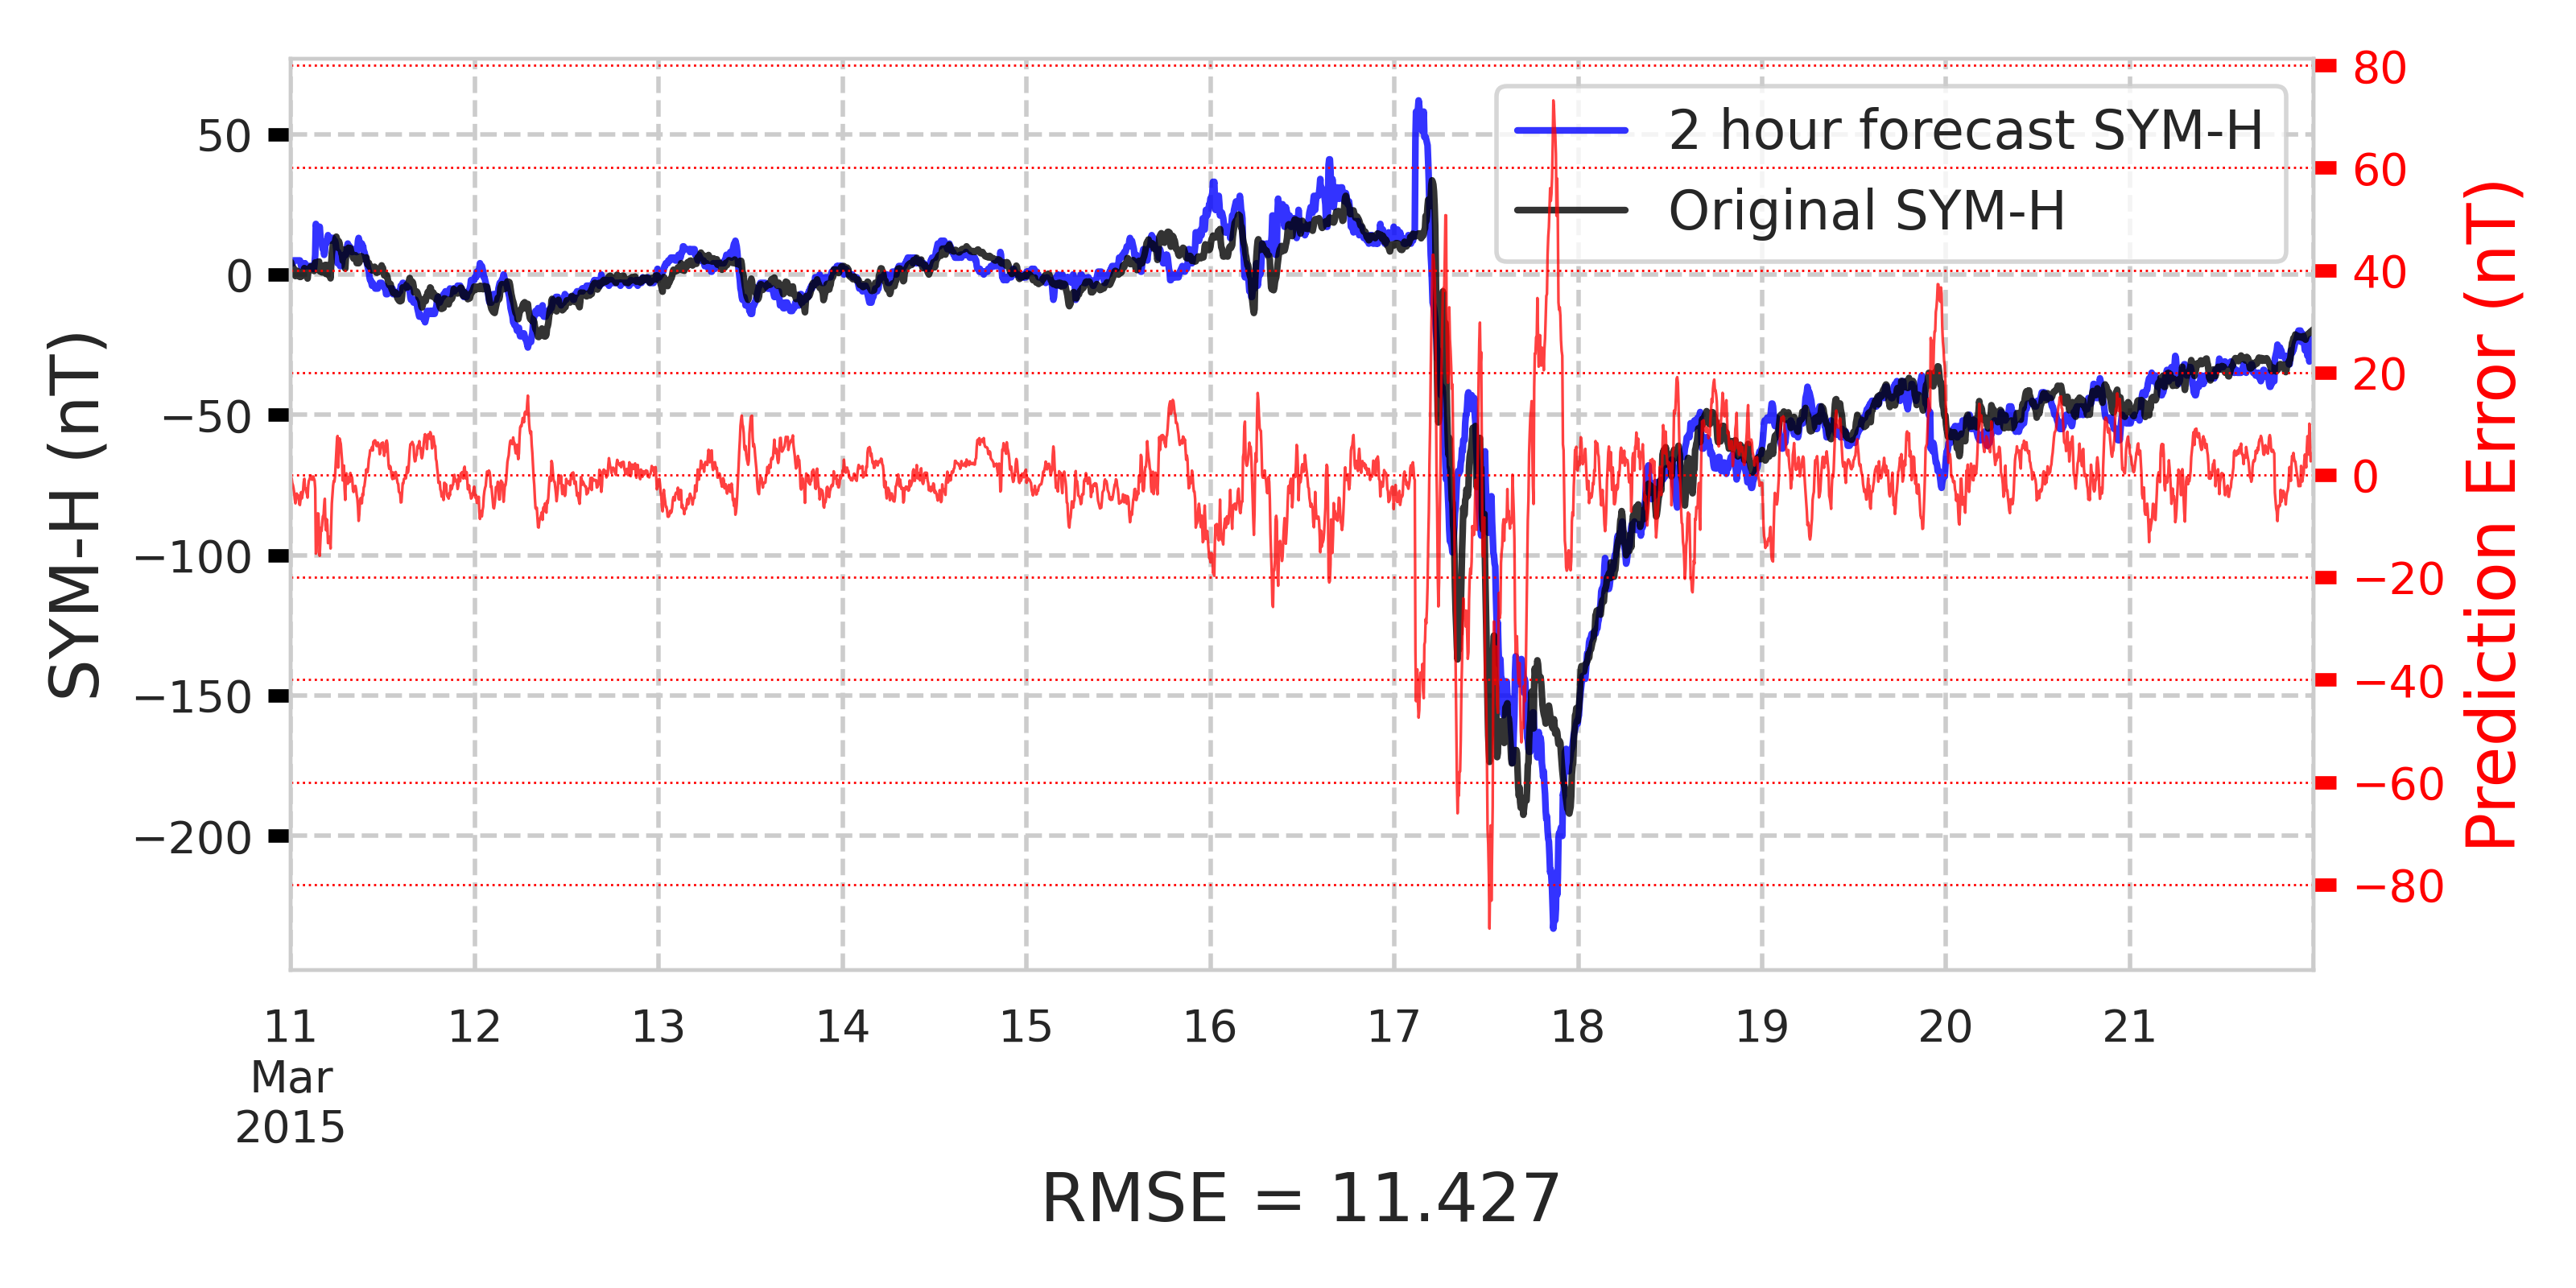 2 hour forecast SYM-H
Original SYM-H
SYM-H (nT)
50
0
−50
−100
−150
−200
80
60
40
20
0
−20
−40
−60
−80
Prediction Error (nT)
11 12 13 14 15 16 17 18 19 20 21
Mar
2015
RMSE = 11.427